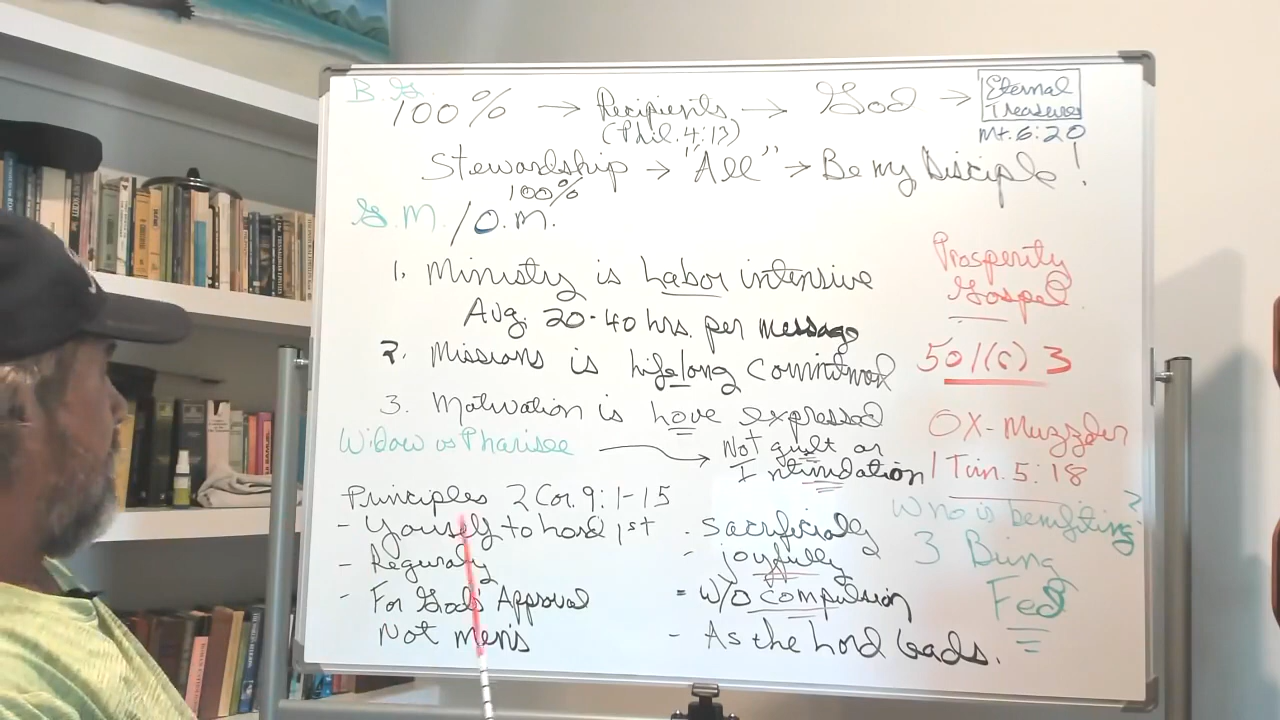 B.G.
100% → Recipients → God → Eternal Treasures
(Phil. 4:13) Mt. 6:20
Stewardship → "All" → Be my Disciple!
100%
G.M. / O.M.
1. Ministry is Labor intensive
Avg. 20-40 hrs. per message
2. Missions is lifelong
3. Motivation is Love expressed
Widow vs Pharisee → Not guilt or
Intimidation
Prosperity
Gospel
501(c) 3
OX-
1 Tim. 5:18
Who is benefiting?
3 Being
Fed
Principles 2 Cor. 9:1-15
- Yourself to Lord 1st
- Reguraly
- For God's Approval
Not men's
- Sacrificially
- joyfully
- w/o compulsion
- As the Lord leads.